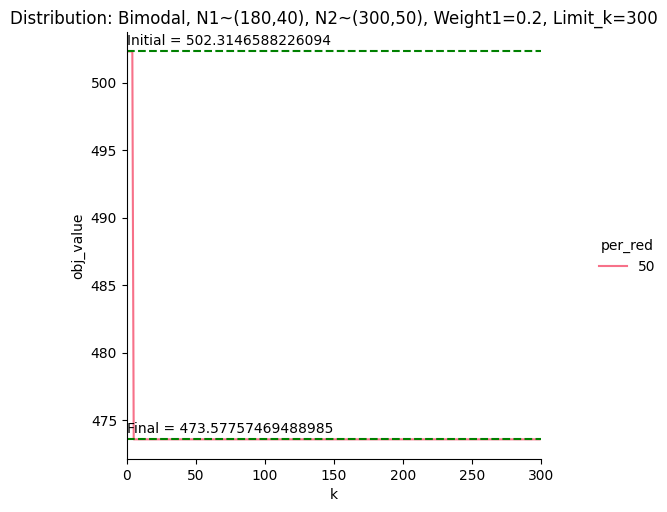 Distribution: Bimodal, N1~(180,40), N2~(300,50), Weight1=0.2, Limit_k=300
Initial = 502.3146588226094
500
495
490
485
480
475
obj_value
per_red
50
Final = 473.57757469488985
0 50 100 150 200 250 300
k